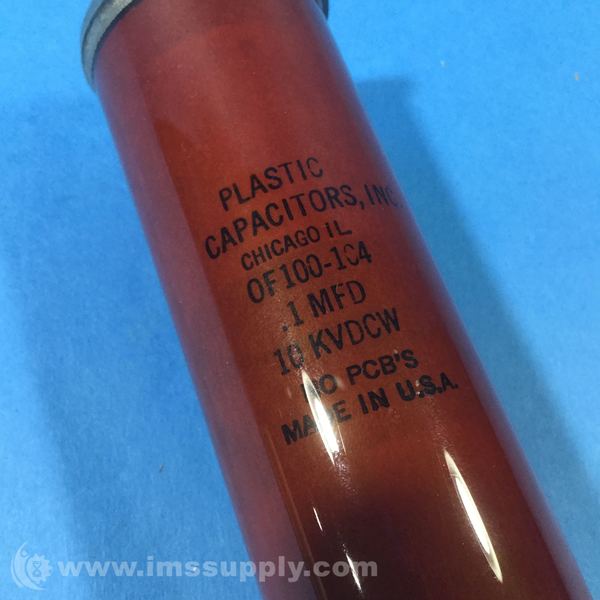 PLASTIC
CAPACITORS, INC.
CHICAGO IL
OF100-104
.1 MFD
10 KVDCW
NO PCB'S
MADE IN U.S.A.
www.imssupply.com